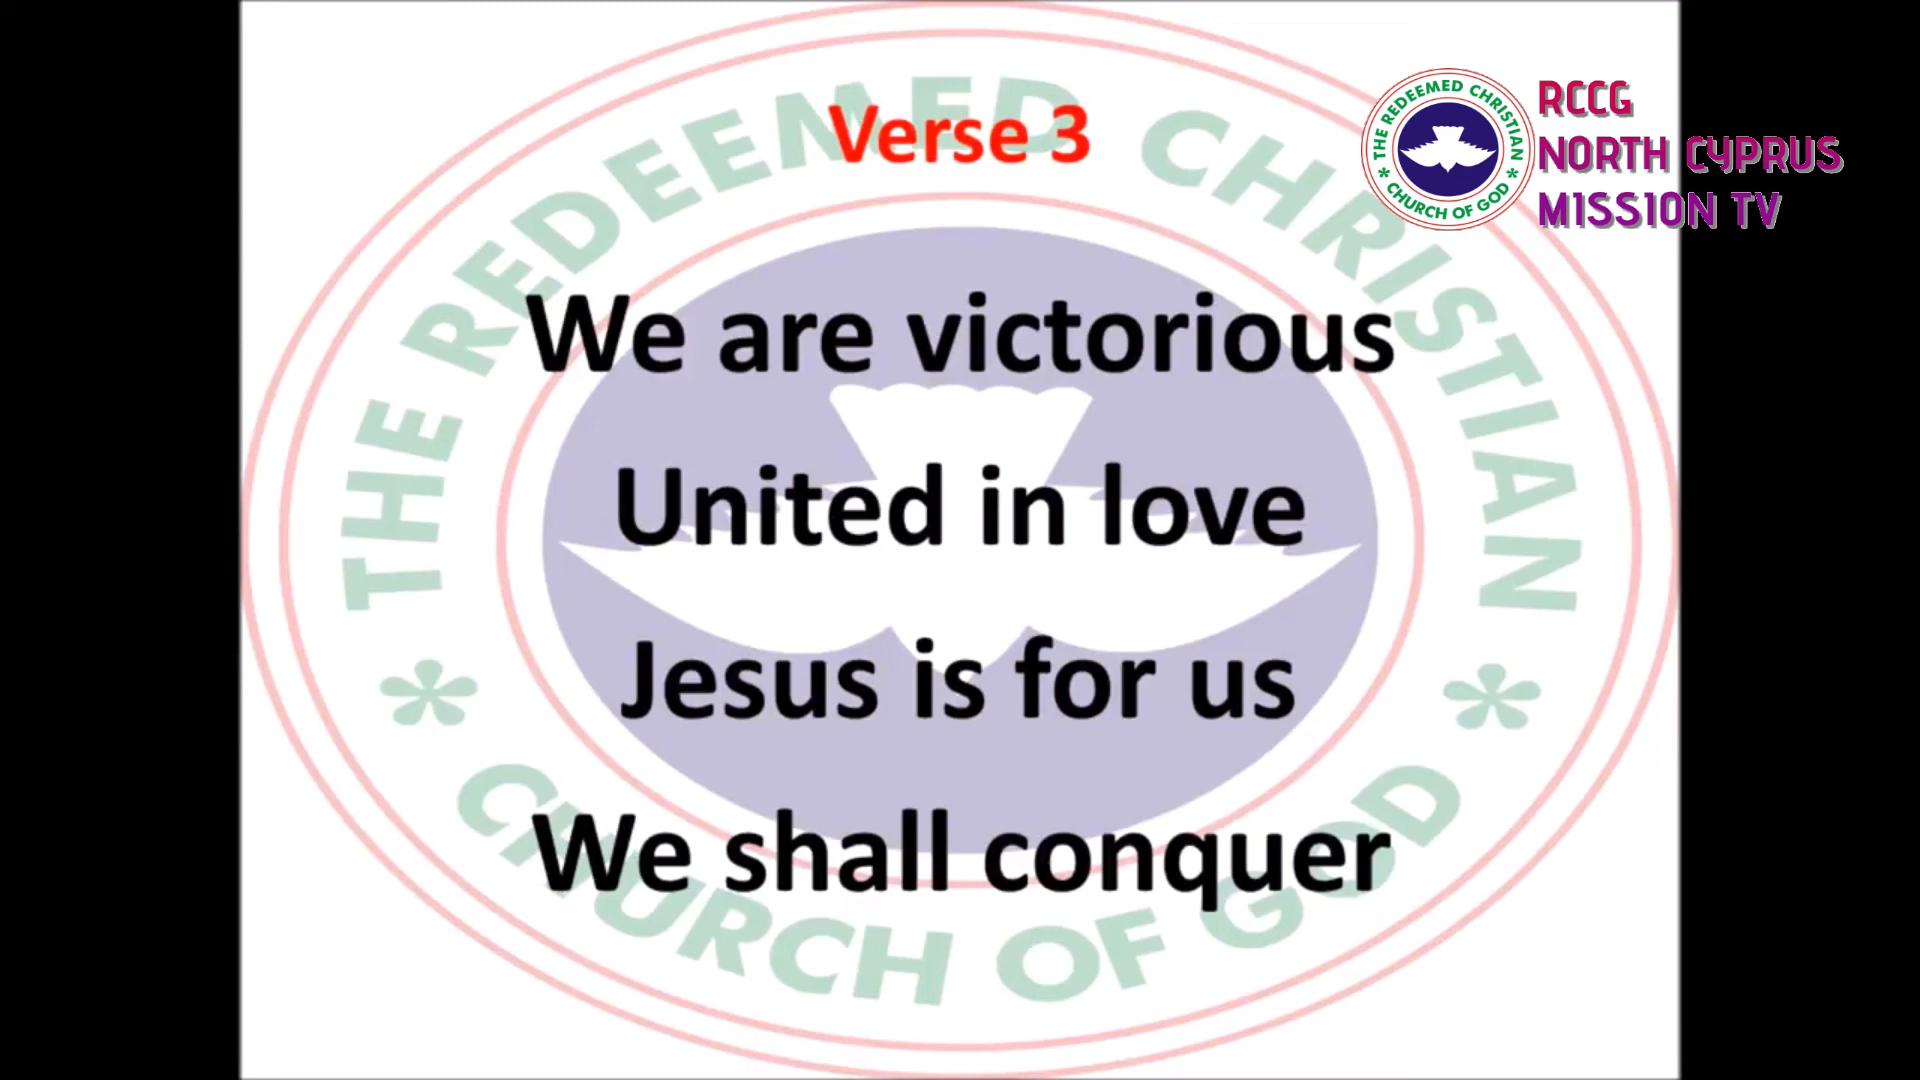 Verse 3
We are victorious
United in love
Jesus is for us
We shall conquer
RCCG
NORTH CYPRUS
MISSION TV
THE REDEEMED CHRISTIAN
* CHURCH OF GOD *
THE REDEEMED CHRISTIAN
* CHURCH OF GOD *